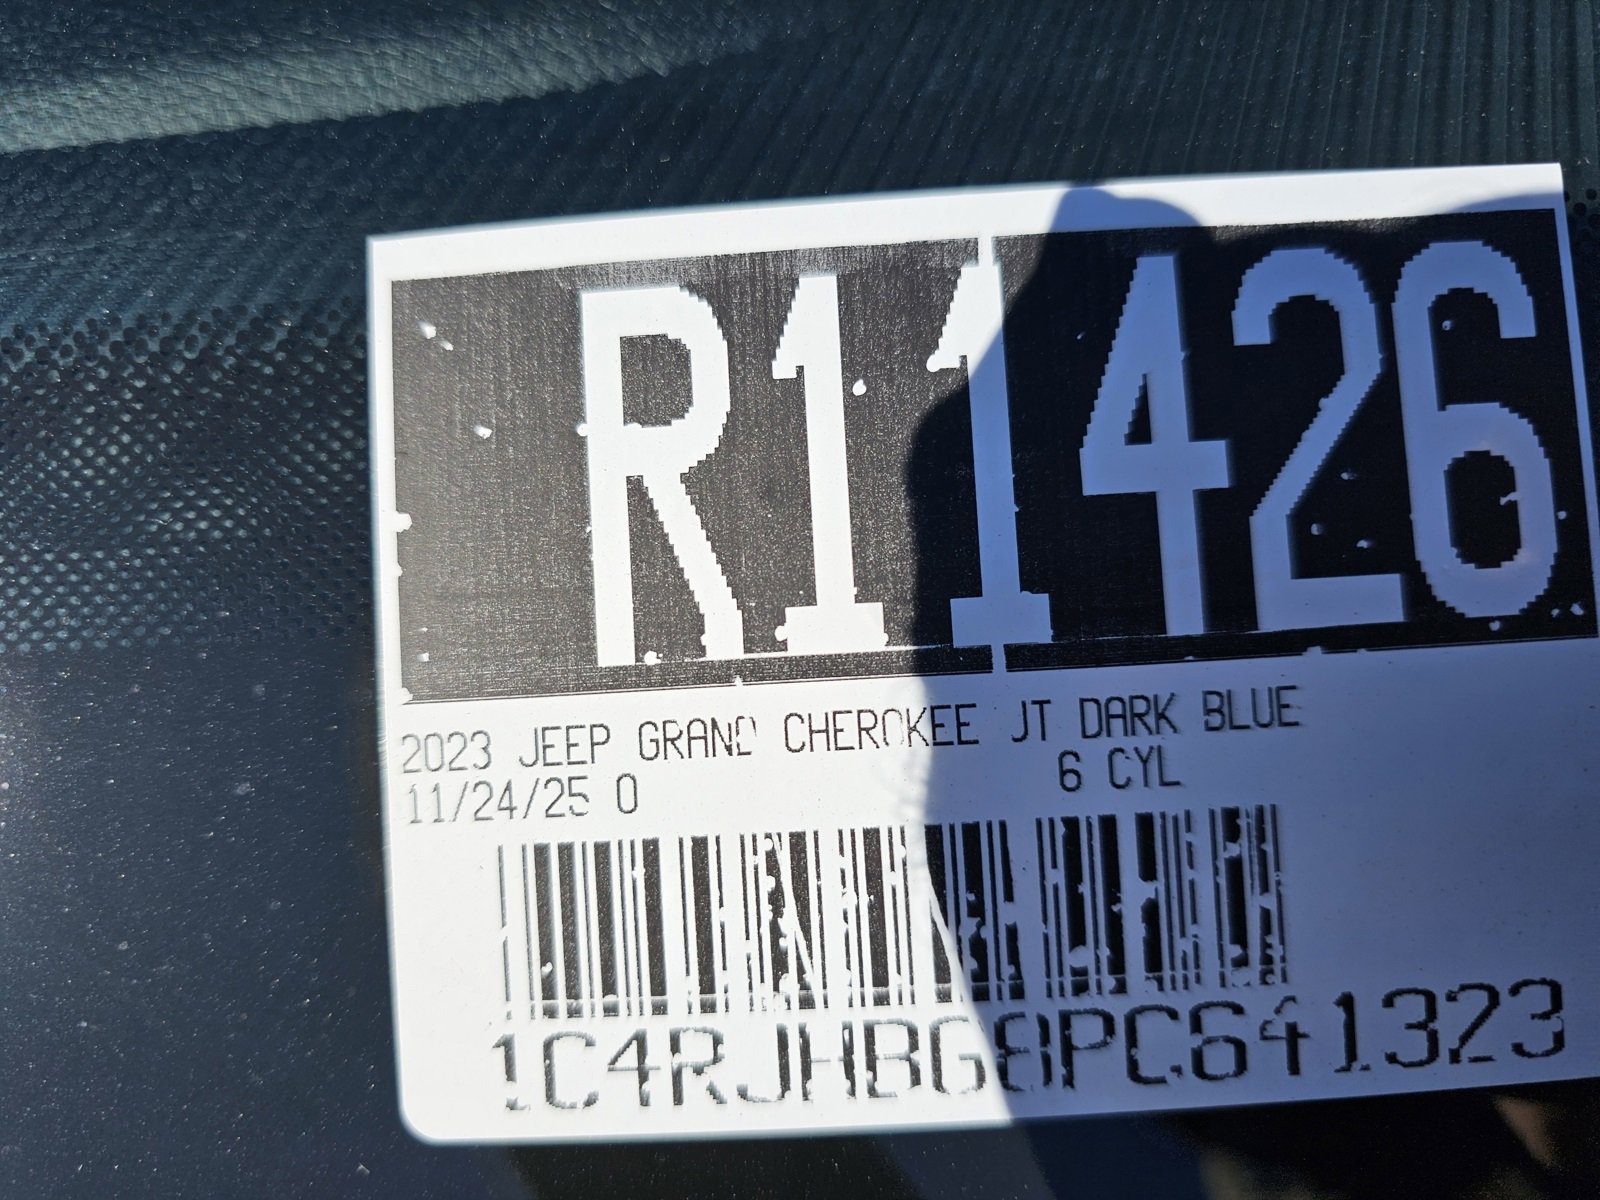 R11426
2023 JEEP GRAND CHEROKEE JT DARK BLUE
11/24/25 0 6 CYL
1C4RJHBG8PC641323